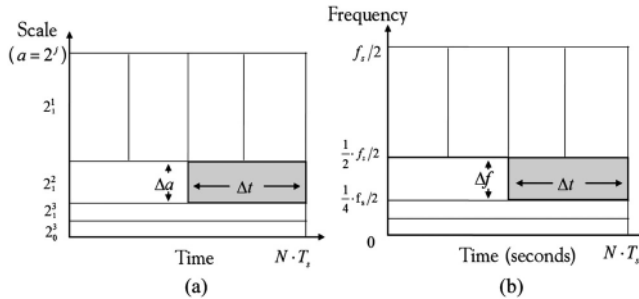 Scale
(a = 2^j)
2^1_1
2^2_1
2^3_1
2^3_0
Δa
Δt
Time
N · T_s
(a)
Frequency
f_s/2
1/2 · f_s/2
1/4 · f_s/2
0
Δf
Δt
Time (seconds)
N · T_s
(b)